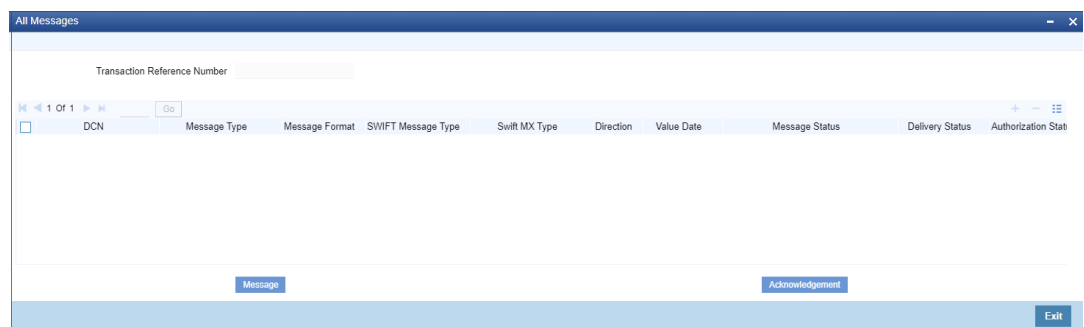 All Messages
Transaction Reference Number
1 Of 1 Go
DCN Message Type Message Format SWIFT Message Type Swift MX Type Direction Value Date Message Status Delivery Status Authorization Statu
Message Acknowledgement
Exit